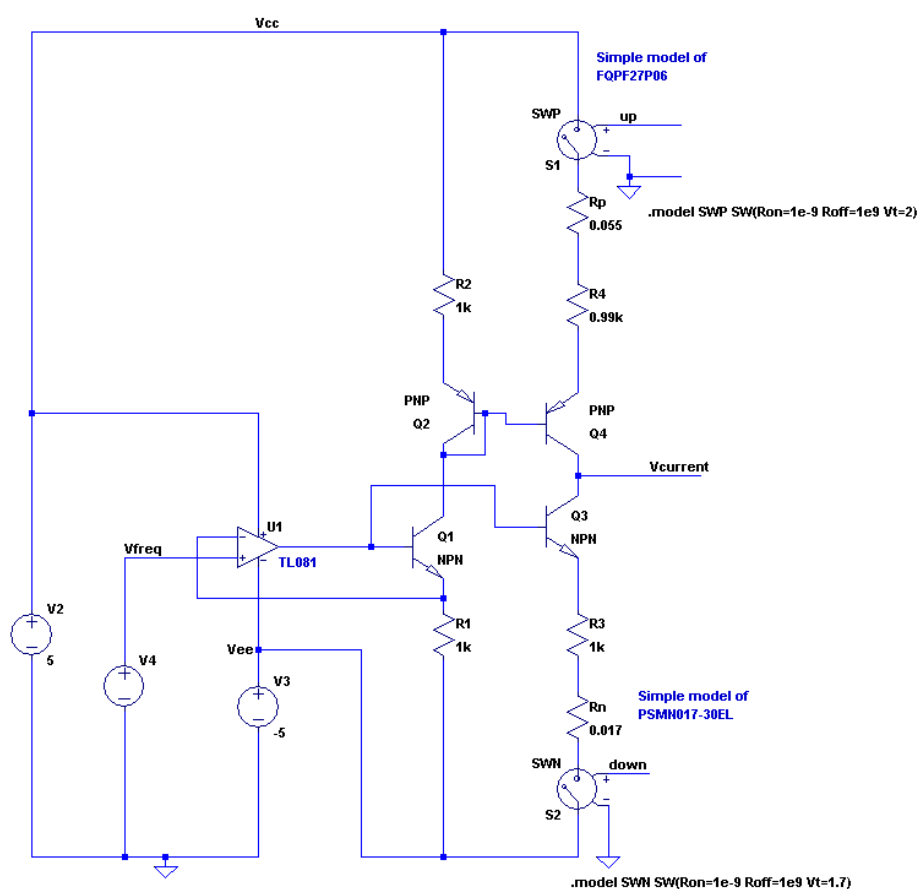 Vcc
Simple model of
FQPF27P06
SWP
up
+
−
S1
Rp
0.055
.model SWP SW(Ron=1e-9 Roff=1e9 Vt=2)
R2
1k
R4
0.99k
PNP
Q2
PNP
Q4
Vcurrent
U1
Q1
Q3
Vfreq
−
+
+
−
TL081
NPN
NPN
V2
+
−
5
V4
+
−
Vee
V3
+
−
-5
R1
1k
R3
1k
Simple model of
PSMN017-30EL
Rn
0.017
SWN
down
+
−
S2
.model SWN SW(Ron=1e-9 Roff=1e9 Vt=1.7)